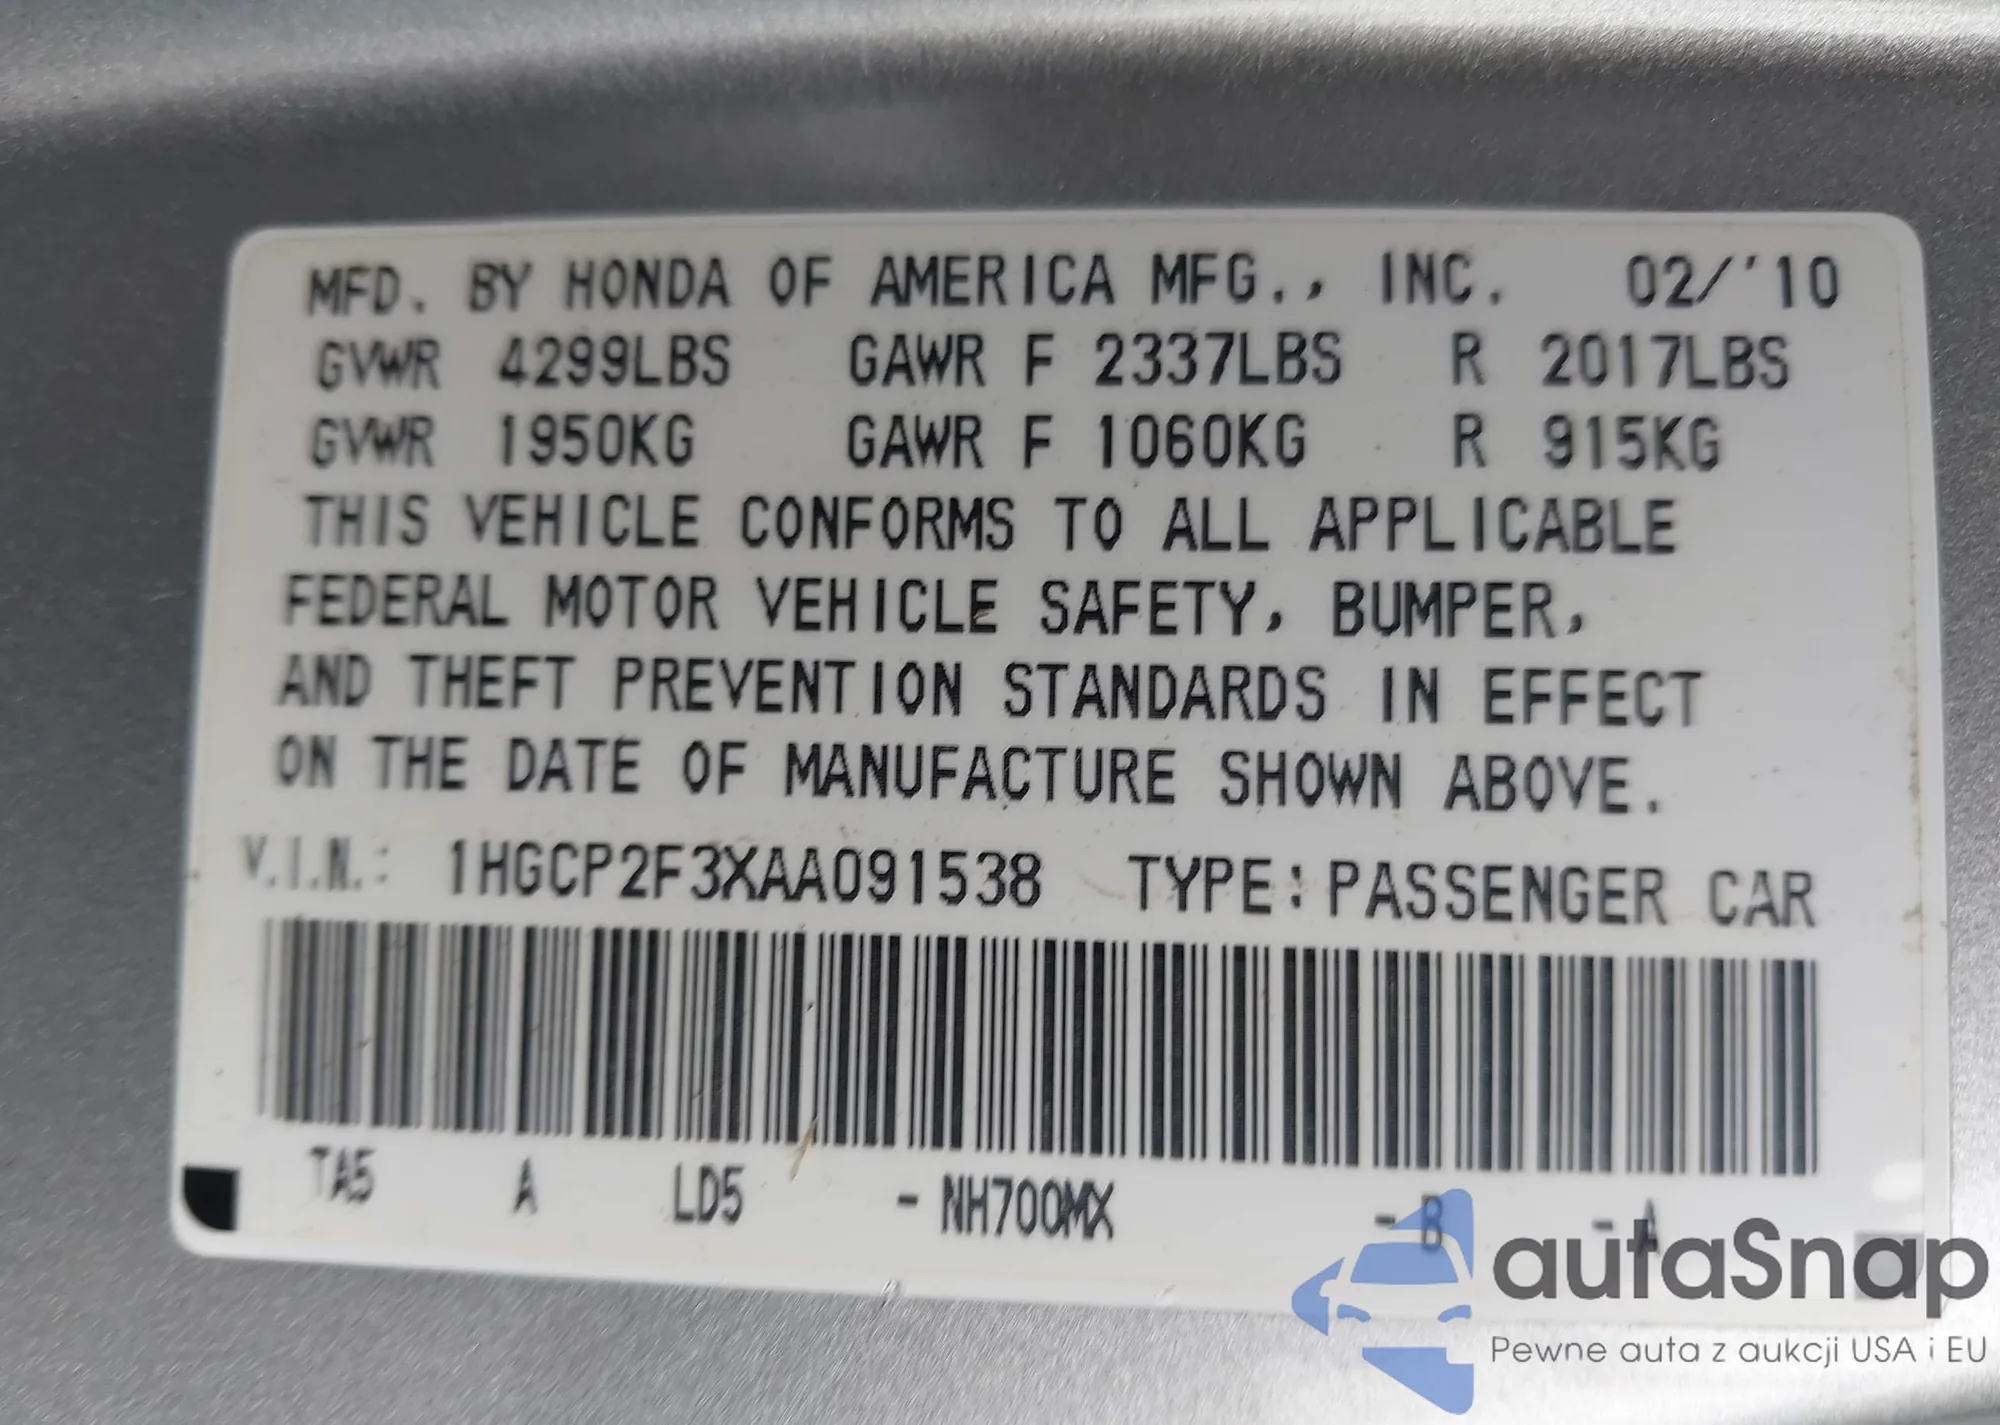 MFD. BY HONDA OF AMERICA MFG., INC. 02/'10
GVWR 4299LBS GAWR F 2337LBS R 2017LBS
GVWR 1950KG GAWR F 1060KG R 915KG
THIS VEHICLE CONFORMS TO ALL APPLICABLE
FEDERAL MOTOR VEHICLE SAFETY, BUMPER,
AND THEFT PREVENTION STANDARDS IN EFFECT
ON THE DATE OF MANUFACTURE SHOWN ABOVE.
V.I.N.: 1HGCP2F3XAA091538 TYPE: PASSENGER CAR
TA5 A LD5 - NH700MX - B - A
autaSnap
Pewne auta z aukcji USA i EU